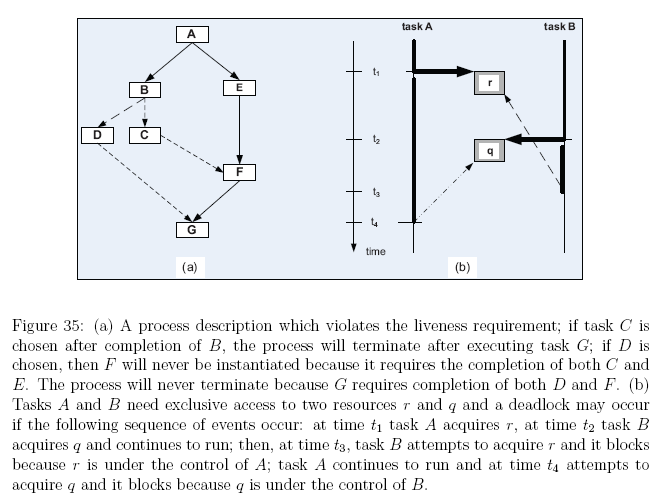 task A
task B
A
B
E
D
C
F
G
(a)
t1
t2
t3
t4
time
r
q
(b)
Figure 35: (a) A process description which violates the liveness requirement; if task C is
chosen after completion of B, the process will terminate after executing task G; if D is
chosen, then F will never be instantiated because it requires the completion of both C and
E. The process will never terminate because G requires completion of both D and F. (b)
Tasks A and B need exclusive access to two resources r and q and a deadlock may occur
if the following sequence of events occur: at time t1 task A acquires r, at time t2 task B
acquires q and continues to run; then, at time t3, task B attempts to acquire r and it blocks
because r is under the control of A; task A continues to run and at time t4 attempts to
acquire q and it blocks because q is under the control of B.